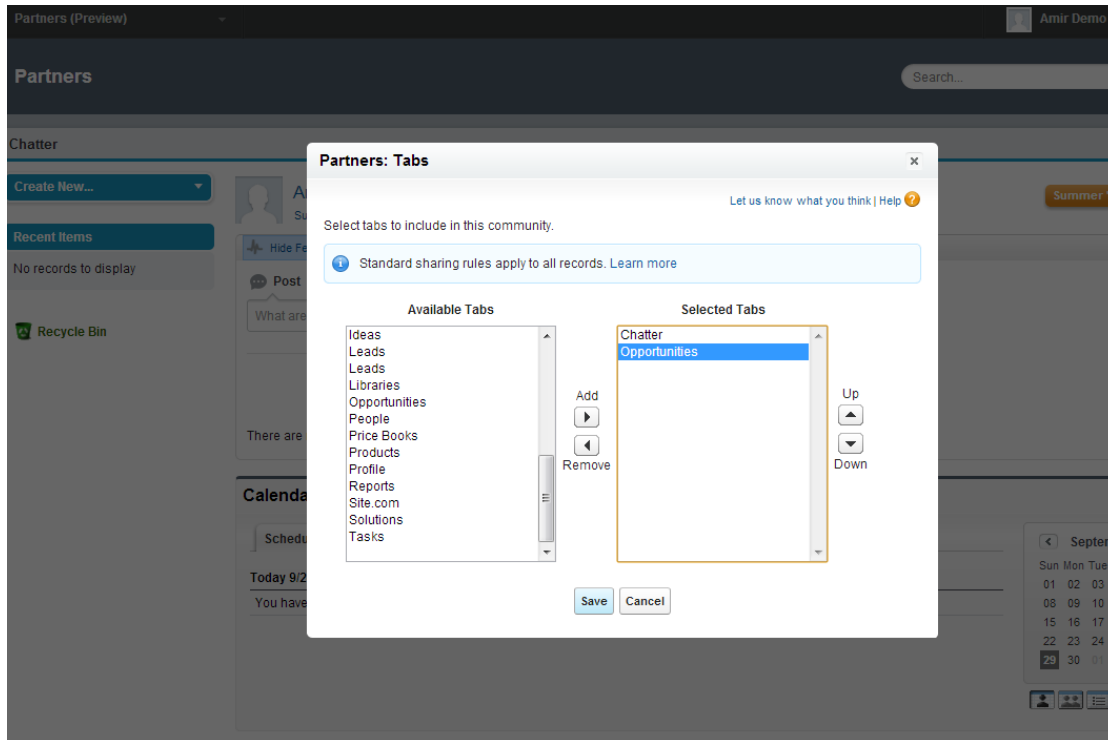 Partners (Preview)
Amir Demo
Partners
Search...
Chatter
Create New...
Recent Items
No records to display
Recycle Bin
Hide Fe
Post
What are
There are
Calenda
Schedu
Today 9/2
You have
Summer
Partners: Tabs
Let us know what you think | Help
Select tabs to include in this community.
Standard sharing rules apply to all records. Learn more
Available Tabs
Ideas
Leads
Leads
Libraries
Opportunities
People
Price Books
Products
Profile
Reports
Site.com
Solutions
Tasks
Add
Remove
Selected Tabs
Chatter
Opportunities
Up
Down
Save Cancel
Septer
Sun Mon Tue
01 02 03
08 09 10
15 16 17
22 23 24
29 30 01